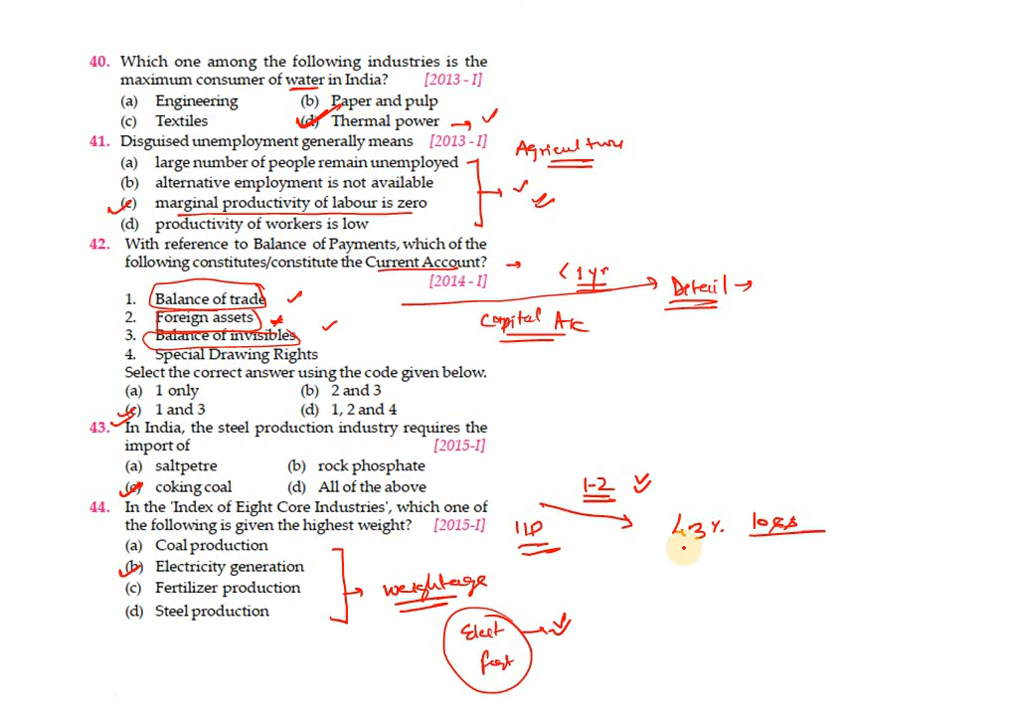 40. Which one among the following industries is the
maximum consumer of water in India? [2013 - I]
(a) Engineering (b) Paper and pulp
(c) Textiles (d) Thermal power
41. Disguised unemployment generally means [2013 - I]
Agriculture
(a) large number of people remain unemployed
(b) alternative employment is not available
(c) marginal productivity of labour is zero
(d) productivity of workers is low
42. With reference to Balance of Payments, which of the
following constitutes/constitute the Current Account?
[2014 - I]
< 1 yr
Detail
1. Balance of trade
2. Foreign assets
Capital A/c
3. Balance of invisibles
4. Special Drawing Rights
Select the correct answer using the code given below.
(a) 1 only (b) 2 and 3
(c) 1 and 3 (d) 1, 2 and 4
43. In India, the steel production industry requires the
import of [2015-I]
(a) saltpetre (b) rock phosphate
(c) coking coal (d) All of the above
1-2
44. In the 'Index of Eight Core Industries', which one of
the following is given the highest weight? [2015-I]
IIP
43%.
(a) Coal production
(b) Electricity generation
(c) Fertilizer production
weightage
(d) Steel production
Elect